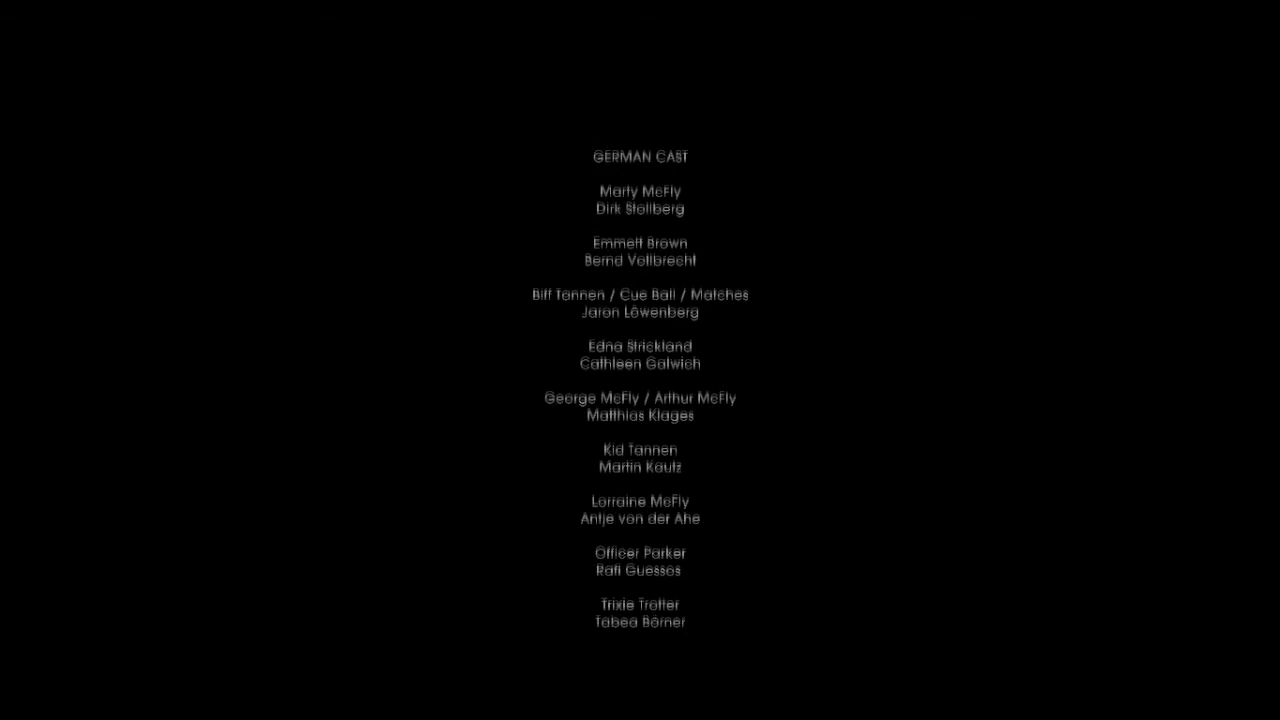 GERMAN CAST
Marty McFly
Dirk Stollberg
Emmett Brown
Bernd Vollbrecht
Biff Tannen / Cue Ball / Matches
Jaron Löwenberg
Edna Strickland
Cathleen Galwich
George McFly / Arthur McFly
Matthias Klages
Kid Tannen
Martin Kautz
Lorraine McFly
Antje von der Ahe
Officer Parker
Rafi Guessos
Trixie Trotter
Tabea Börner